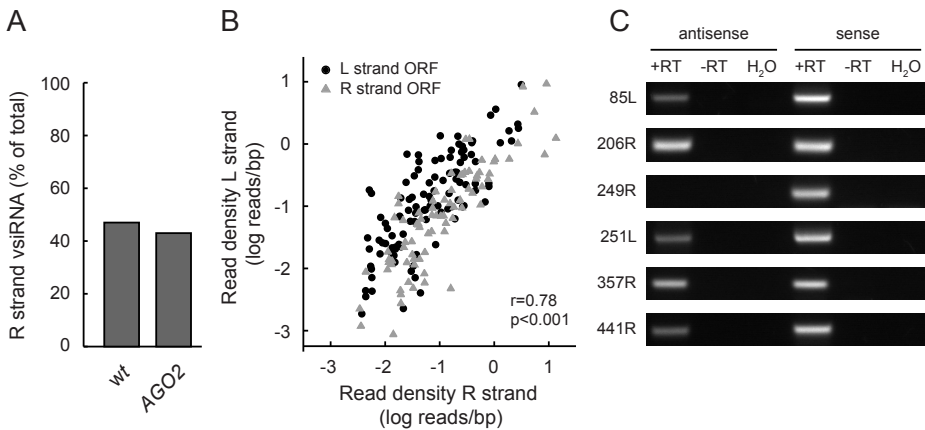 A
R strand vsiRNA (% of total)
100
80
60
40
20
0
wt
AGO2
B
Read density L strand
(log reads/bp)
1
0
-1
-2
-3
L strand ORF
R strand ORF
r=0.78
p<0.001
-3 -2 -1 0 1
Read density R strand
(log reads/bp)
C
antisense sense
+RT -RT H₂O +RT -RT H₂O
85L
206R
249R
251L
357R
441R